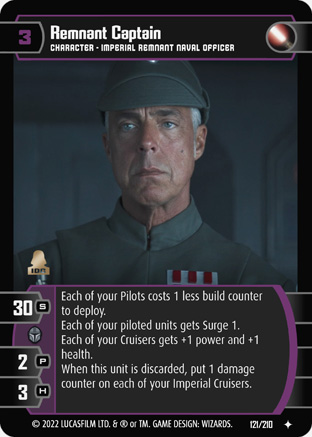 3
Remnant Captain
CHARACTER • IMPERIAL REMNANT NAVAL OFFICER
IDA
30 S
2 P
3 H
Each of your Pilots costs 1 less build counter
to deploy.
Each of your piloted units gets Surge 1.
Each of your Cruisers gets +1 power and +1
health.
When this unit is discarded, put 1 damage
counter on each of your Imperial Cruisers.
© 2022 LUCASFILM LTD. & ® or TM. GAME DESIGN: WIZARDS.
121/210